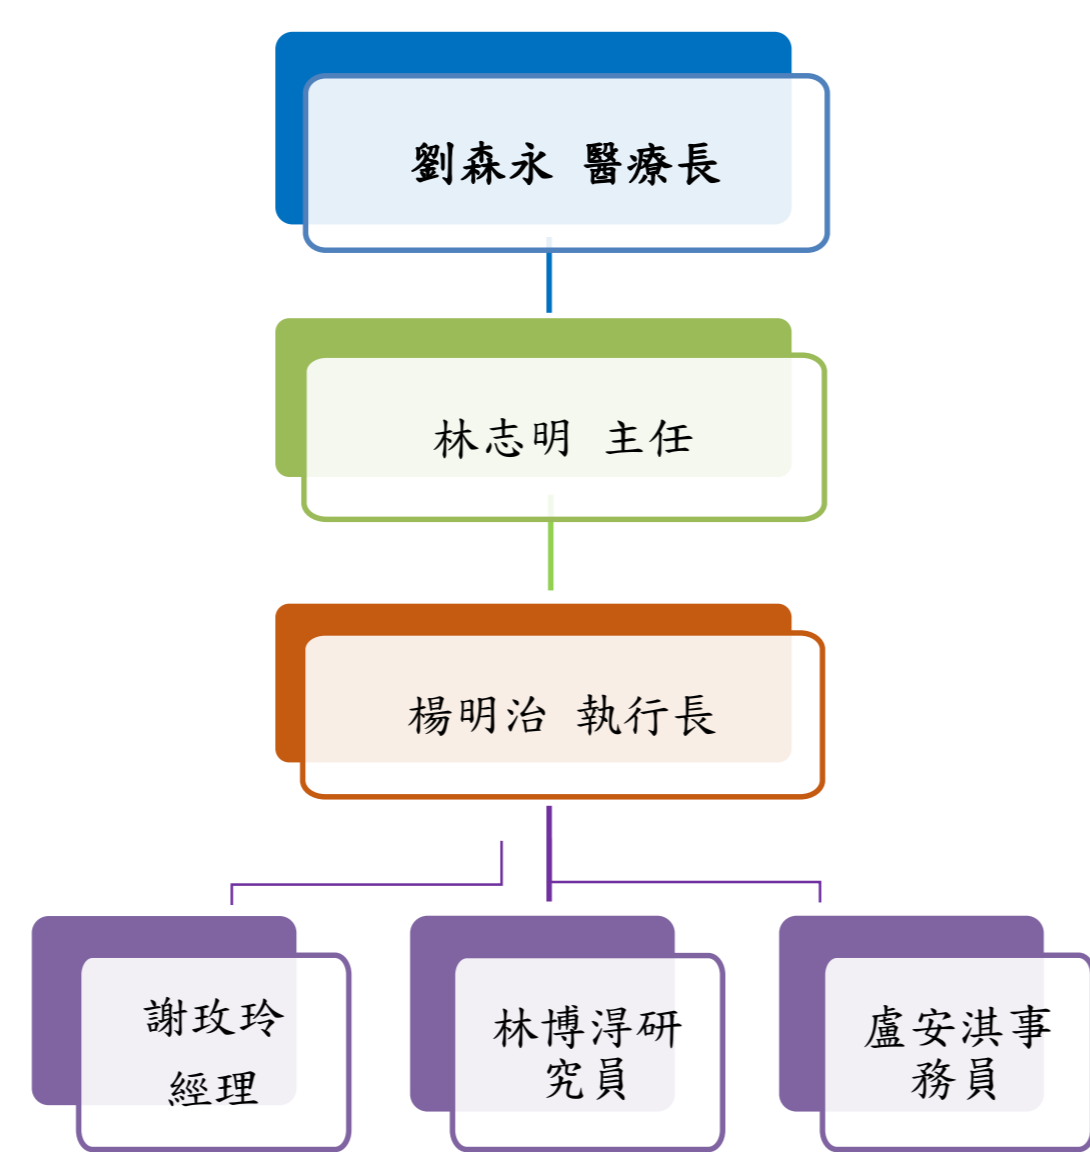 劉森永 醫療長
林志明 主任
楊明治 執行長
謝玫玲
經理
林博淂研
究員
盧安淇事
務員